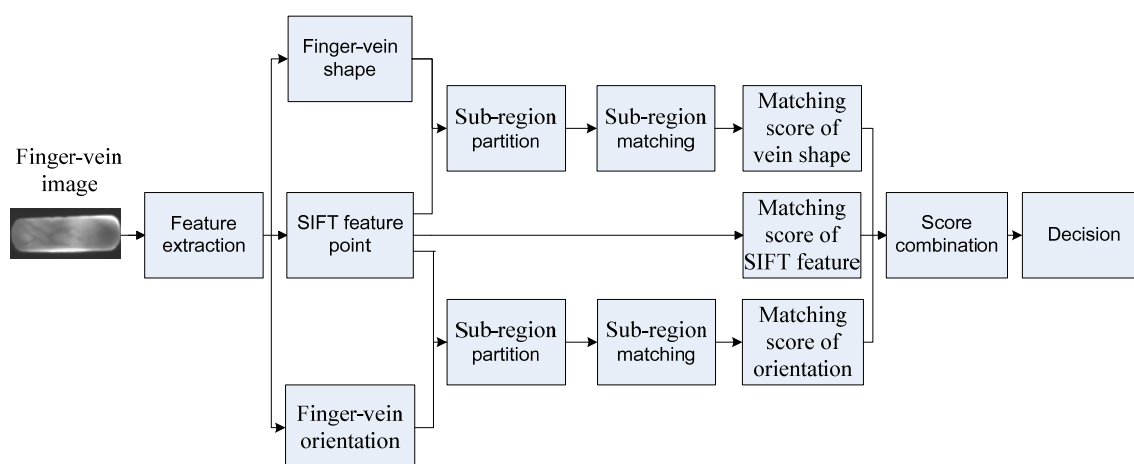 Finger-vein
image
Feature
extraction
Finger-vein
shape
SIFT feature
point
Finger-vein
orientation
Sub-region
partition
Sub-region
matching
Matching
score of
vein shape
Matching
score of
SIFT feature
Sub-region
partition
Sub-region
matching
Matching
score of
orientation
Score
combination
Decision